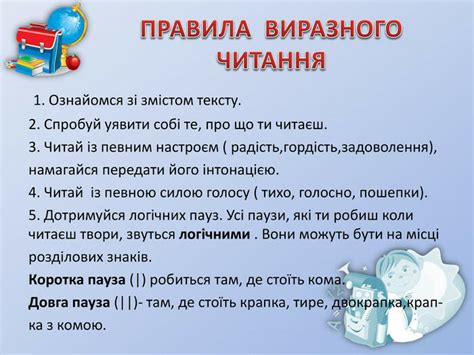 ПРАВИЛА ВИРАЗНОГО
ЧИТАННЯ
1. Ознайомся зі змістом тексту.
2. Спробуй уявити собі те, про що ти читаєш.
3. Читай із певним настроєм ( радість,гордість,задоволення),
намагайся передати його інтонацією.
4. Читай із певною силою голосу ( тихо, голосно, пошепки).
5. Дотримуйся логічних пауз. Усі паузи, які ти робиш коли
читаєш твори, звуться логічними . Вони можуть бути на місці
розділових знаків.
Коротка пауза (|) робиться там, де стоїть кома.
Довга пауза (||)- там, де стоїть крапка, тире, двокрапка,крап-
ка з комою.